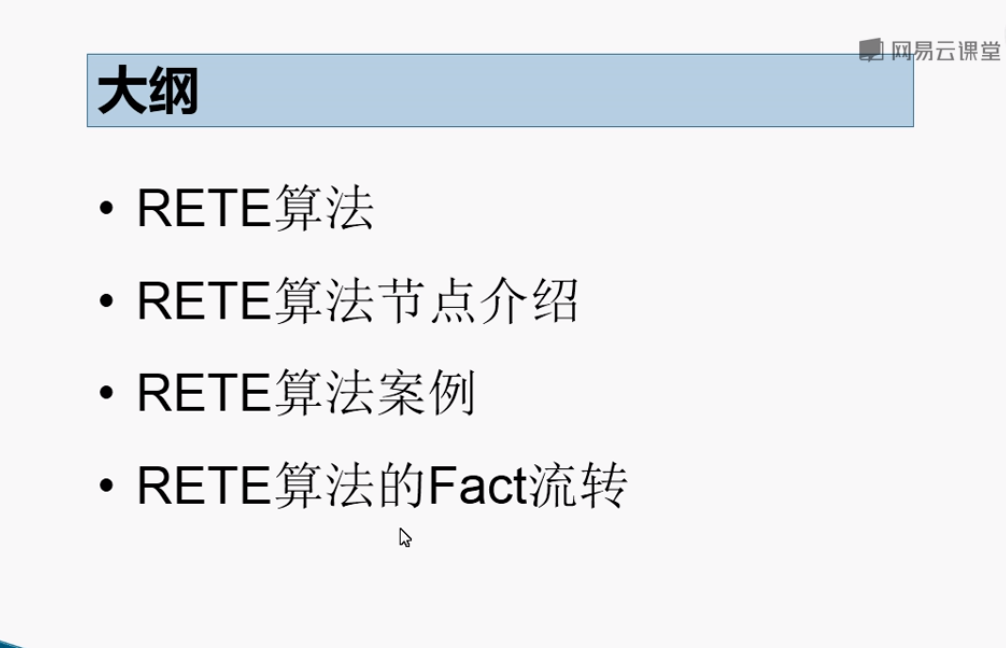 网易云课堂
大纲
• RETE算法
• RETE算法节点介绍
• RETE算法案例
• RETE算法的Fact流转